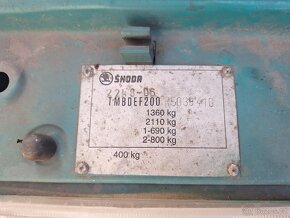 ŠKODA
TMBDEF200
1360 kg
2110 kg
1-690 kg
2-800 kg
400 kg